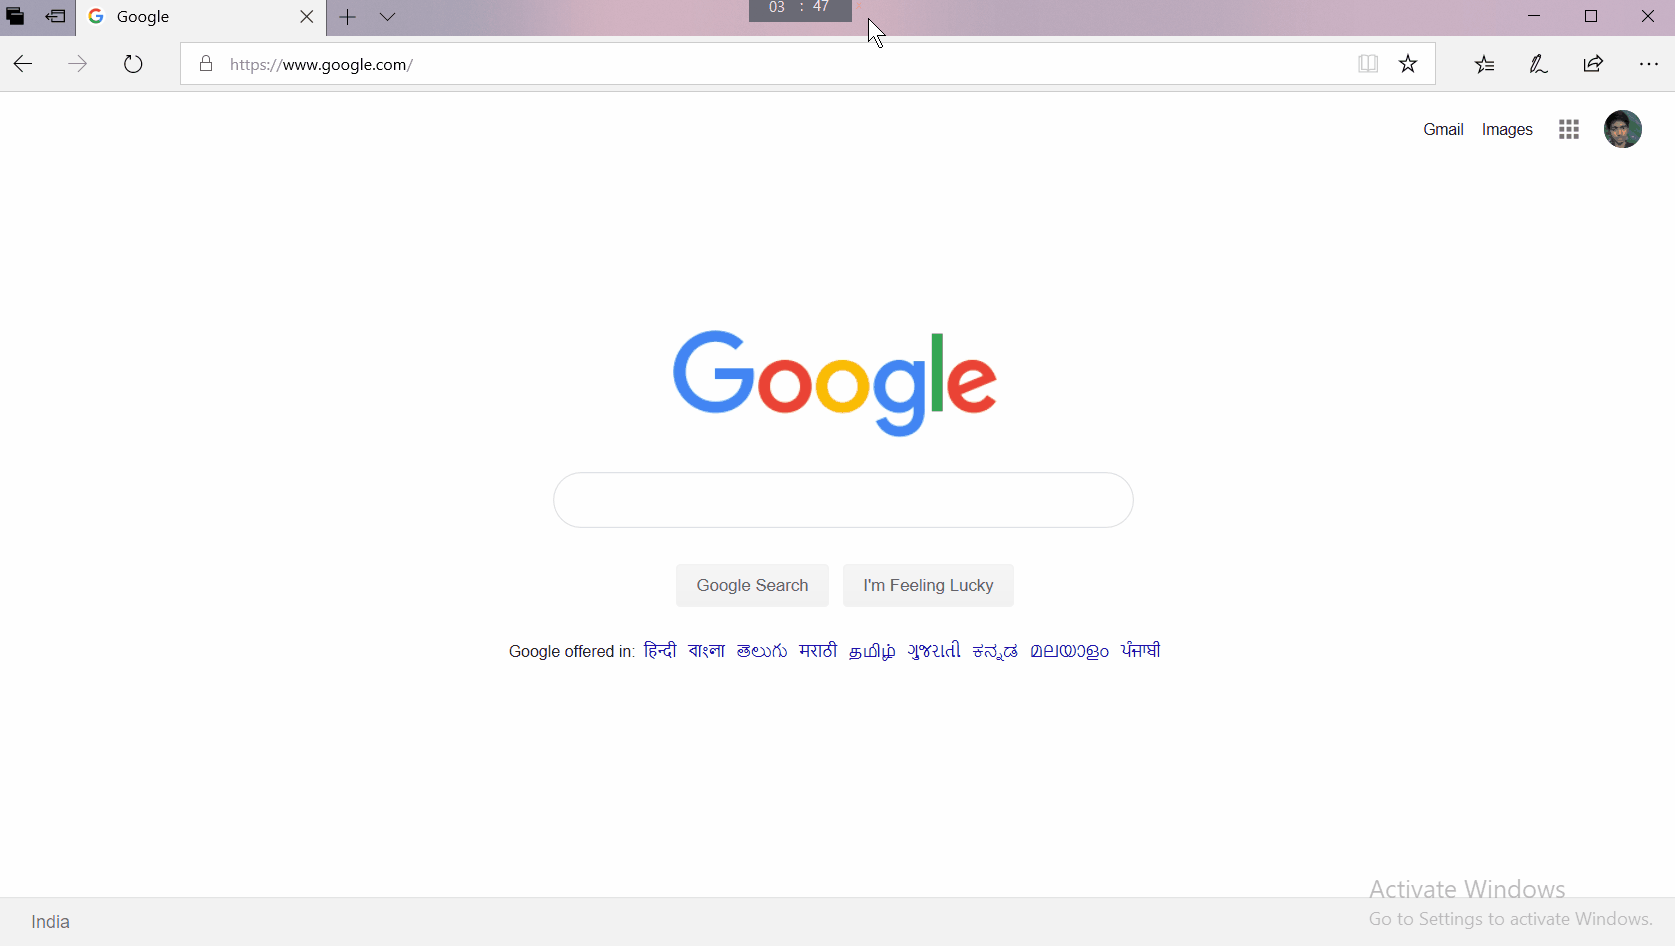 Google
03 : 47
https://www.google.com/
Gmail Images
Google
Google Search I'm Feeling Lucky
Google offered in: हिन्दी বাংলা తెలుగు मराठी தமிழ் ગુજરાતી ಕನ್ನಡ മലയാളം ਪੰਜਾਬੀ
Activate Windows
Go to Settings to activate Windows.
India